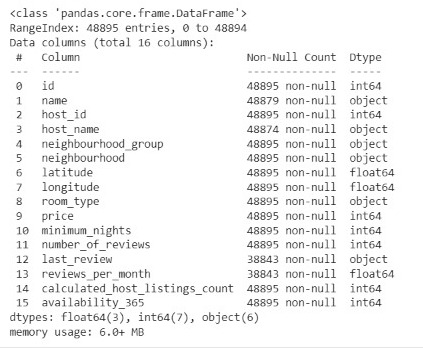 <class 'pandas.core.frame.DataFrame'>
RangeIndex: 48895 entries, 0 to 48894
Data columns (total 16 columns):
 #   Column                          Non-Null Count  Dtype
---  ------                          --------------  -----
 0   id                              48895 non-null  int64
 1   name                            48879 non-null  object
 2   host_id                         48895 non-null  int64
 3   host_name                       48874 non-null  object
 4   neighbourhood_group             48895 non-null  object
 5   neighbourhood                   48895 non-null  object
 6   latitude                        48895 non-null  float64
 7   longitude                       48895 non-null  float64
 8   room_type                       48895 non-null  object
 9   price                           48895 non-null  int64
 10  minimum_nights                  48895 non-null  int64
 11  number_of_reviews               48895 non-null  int64
 12  last_review                     38843 non-null  object
 13  reviews_per_month               38843 non-null  float64
 14  calculated_host_listings_count  48895 non-null  int64
 15  availability_365                48895 non-null  int64
dtypes: float64(3), int64(7), object(6)
memory usage: 6.0+ MB